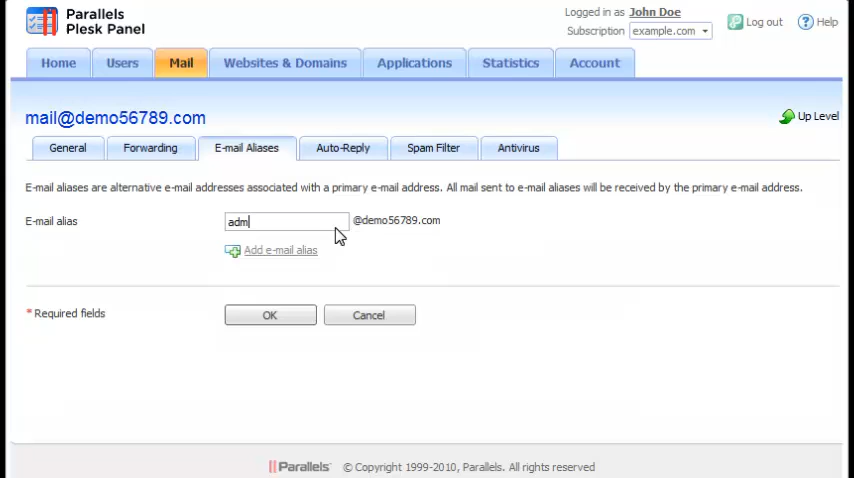 Parallels
Plesk Panel
Logged in as John Doe
Subscription example.com
Log out
Help
Home
Users
Mail
Websites & Domains
Applications
Statistics
Account
mail@demo56789.com
Up Level
General
Forwarding
E-mail Aliases
Auto-Reply
Spam Filter
Antivirus
E-mail aliases are alternative e-mail addresses associated with a primary e-mail address. All mail sent to e-mail aliases will be received by the primary e-mail address.
E-mail alias adm @demo56789.com
Add e-mail alias
* Required fields
OK
Cancel
Parallels © Copyright 1999-2010, Parallels. All rights reserved